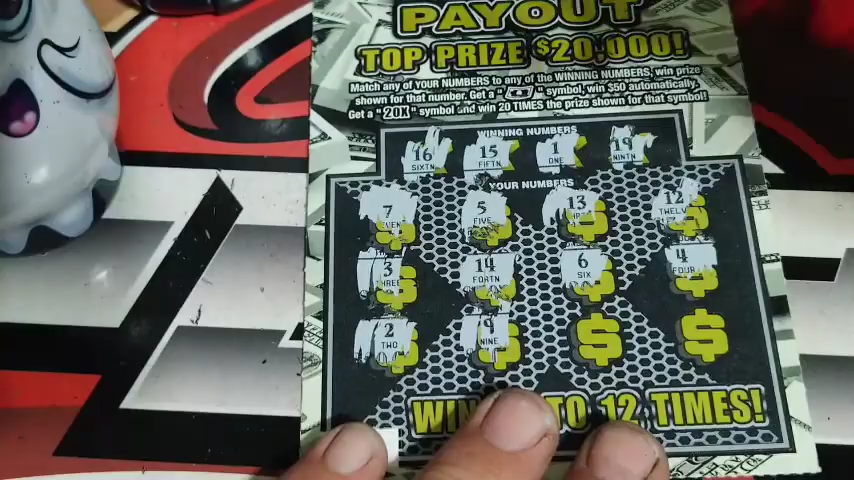 PAYOUT
TOP PRIZE $20,000!
Match any of YOUR NUMBERS to any of the WINNING NUMBERS, win prize
shown for that number. Get a " " symbol, win $50 automatically.
Get a "20X" symbol and win 20 TIMES the prize shown for that symbol!
WINNING NUMBERS
16 15 1 19
SIXTN FIFTN ONE NINTN
YOUR NUMBERS
7 5 13 12
FIVE
3 14 6 4
THREE FORTN SIX FOUR
2 9 $ $
TWO NINE
WIN TO 12 TIMES!